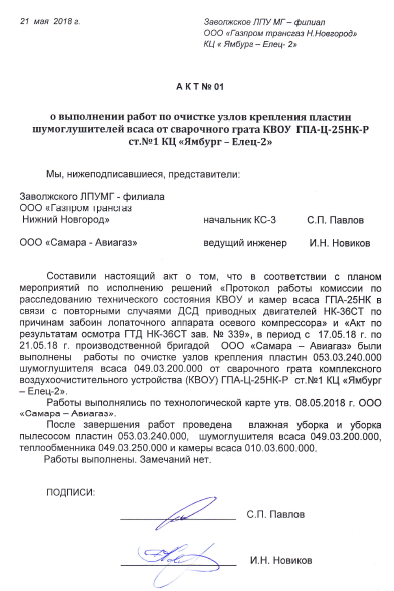 21 мая 2018 г.
Заволжское ЛПУ МГ – филиал
ООО «Газпром трансгаз Н.Новгород»
КЦ « Ямбург – Елец- 2»
А К Т № 01
о выполнении работ по очистке узлов крепления пластин
шумоглушителей всаса от сварочного грата КВОУ ГПА-Ц-25НК-Р
ст.№1 КЦ «Ямбург – Елец-2»
Мы, нижеподписавшиеся, представители:
Заволжского ЛПУМГ - филиала
ООО «Газпром трансгаз
Нижний Новгород» начальник КС-3 С.П. Павлов
ООО «Самара - Авиагаз» ведущий инженер И.Н. Новиков
Составили настоящий акт о том, что в соответствии с планом
мероприятий по исполнению решений «Протокол работы комиссии по
расследованию технического состояния КВОУ и камер всаса ГПА-25НК в
связи с повторными случаями ДСД приводных двигателей НК-36СТ по
причинам забоин лопаточного аппарата осевого компрессора» и «Акт по
результатам осмотра ГТД НК-36СТ зав. № 339», в период с 17.05.18 г. по
21.05.18 г. производственной бригадой ООО «Самара – Авиагаз» были
выполнены работы по очистке узлов крепления пластин 053.03.240.000
шумоглушителя всаса 049.03.200.000 от сварочного грата комплексного
воздухоочистительного устройства (КВОУ) ГПА-Ц-25НК-Р ст.№1 КЦ «Ямбург
– Елец-2».
Работы выполнялись по технологической карте утв. 08.05.2018 г. ООО
«Самара – Авиагаз».
После завершения работ проведена влажная уборка и уборка
пылесосом пластин 053.03.240.000, шумоглушителя всаса 049.03.200.000,
теплообменника 049.03.250.000 и камеры всаса 010.03.600.000.
Работы выполнены. Замечаний нет.
ПОДПИСИ:
С.П. Павлов
И.Н. Новиков